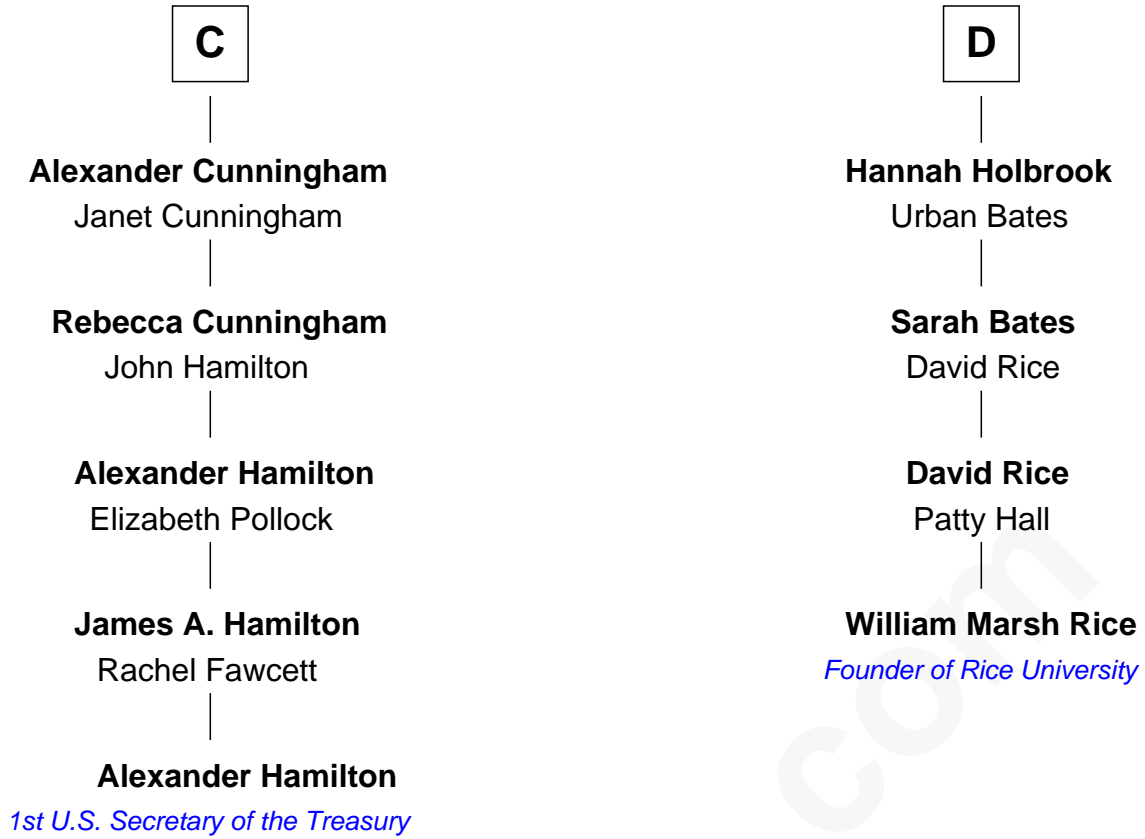 C
Alexander Cunningham
Janet Cunningham
Rebecca Cunningham
John Hamilton
Alexander Hamilton
Elizabeth Pollock
James A. Hamilton
Rachel Fawcett
Alexander Hamilton
1st U.S. Secretary of the Treasury
D
Hannah Holbrook
Urban Bates
Sarah Bates
David Rice
David Rice
Patty Hall
William Marsh Rice
Founder of Rice University
com